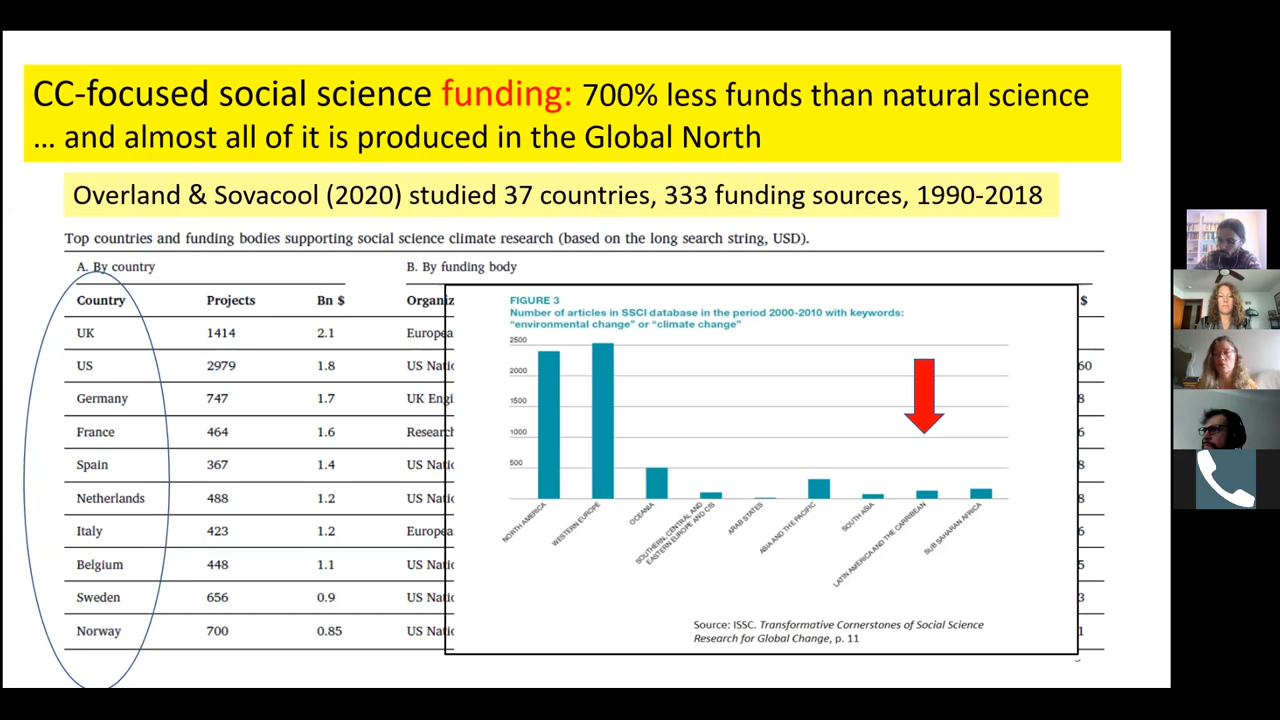 CC-focused social science funding: 700% less funds than natural science
... and almost all of it is produced in the Global North
Overland & Sovacool (2020) studied 37 countries, 333 funding sources, 1990-2018
Top countries and funding bodies supporting social science climate research (based on the long search string, USD).
A. By country
B. By funding body
Country Projects Bn $
UK 1414 2.1
US 2979 1.8
Germany 747 1.7
France 464 1.6
Spain 367 1.4
Netherlands 488 1.2
Italy 423 1.2
Belgium 448 1.1
Sweden 656 0.9
Norway 700 0.85
Organiz
Europea
US Natio
UK Engi
Research
US Natio
US Natio
Europea
US Natio
US Natio
US Natio
$
60
8
6
8
8
6
5
3
1
FIGURE 3
Number of articles in SSCI database in the period 2000-2010 with keywords:
"environmental change" or "climate change"
2500
2000
1500
1000
500
NORTH AMERICA
WESTERN EUROPE
OCEANIA
SOUTHERN, CENTRAL AND
EASTERN EUROPE AND CIS
ARAB STATES
ASIA AND THE PACIFIC
SOUTH ASIA
LATIN AMERICA AND THE CARRIBEAN
SUB SAHARAN AFRICA
Source: ISSC. Transformative Cornerstones of Social Science
Research for Global Change, p. 11